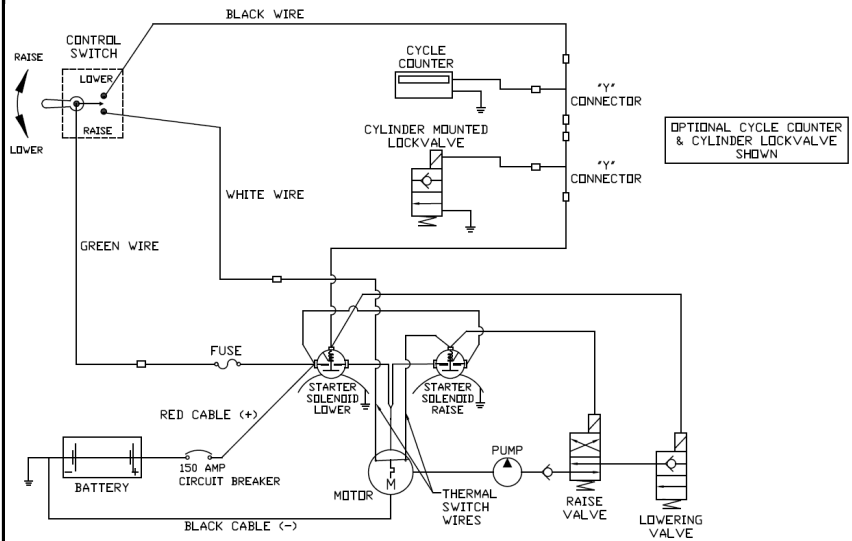 BLACK WIRE
CONTROL
SWITCH
RAISE
LOWER
RAISE
LOWER
CYCLE
COUNTER
"Y"
CONNECTOR
CYLINDER MOUNTED
LOCKVALVE
OPTIONAL CYCLE COUNTER
& CYLINDER LOCKVALVE
SHOWN
"Y"
CONNECTOR
WHITE WIRE
GREEN WIRE
FUSE
STARTER
SOLENOID
LOWER
STARTER
SOLENOID
RAISE
RED CABLE (+)
- +
BATTERY
150 AMP
CIRCUIT BREAKER
M
MOTOR
THERMAL
SWITCH
WIRES
PUMP
RAISE
VALVE
LOWERING
VALVE
BLACK CABLE (-)